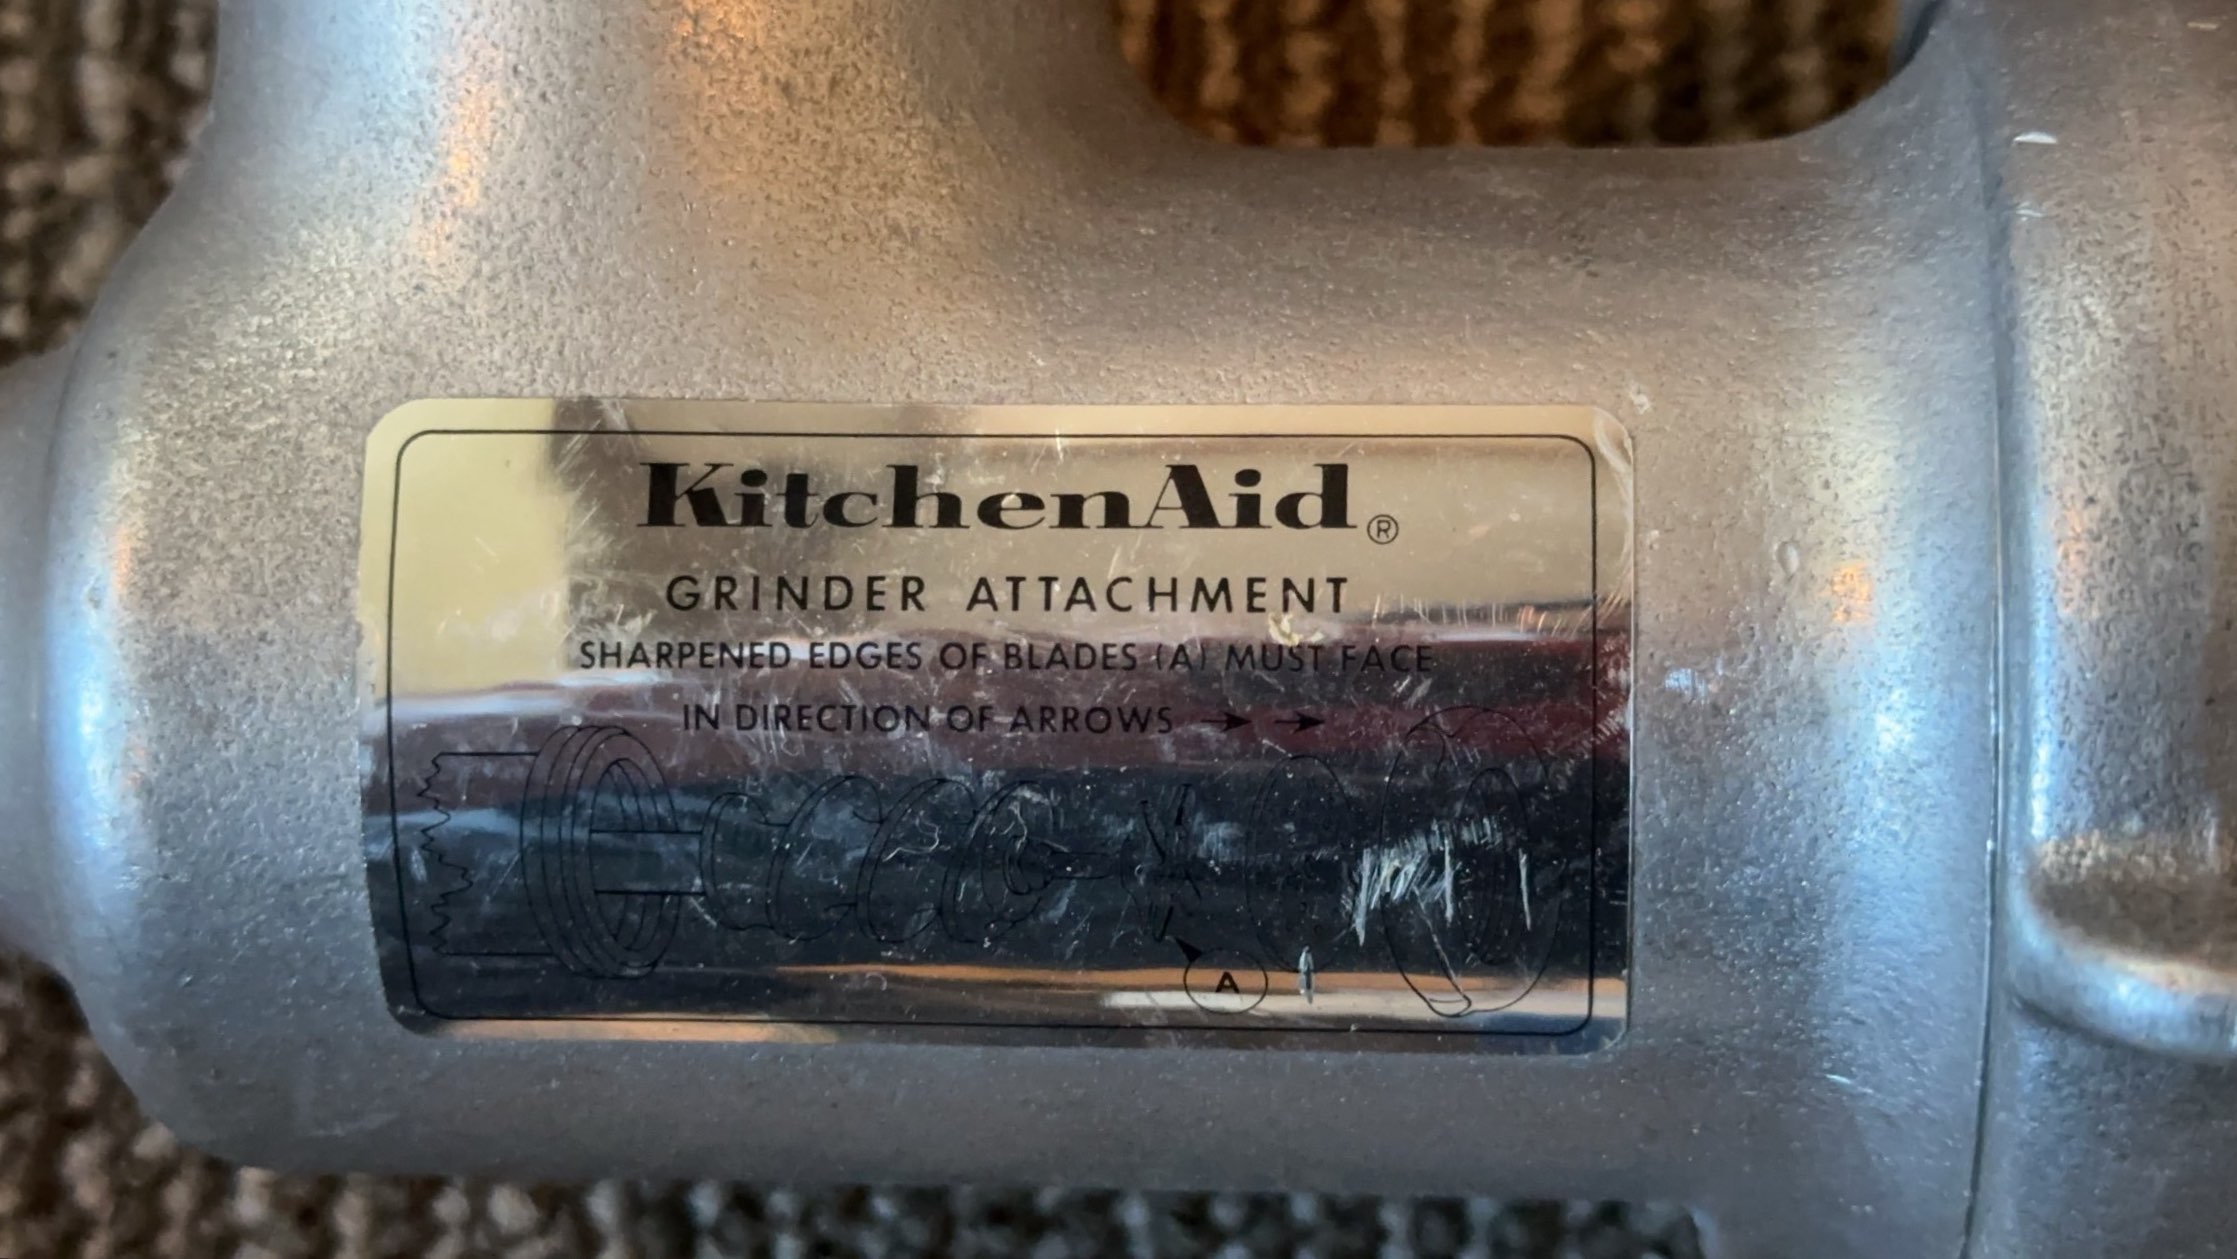 KitchenAid®
GRINDER ATTACHMENT
SHARPENED EDGES OF BLADES (A) MUST FACE
IN DIRECTION OF ARROWS → →
A